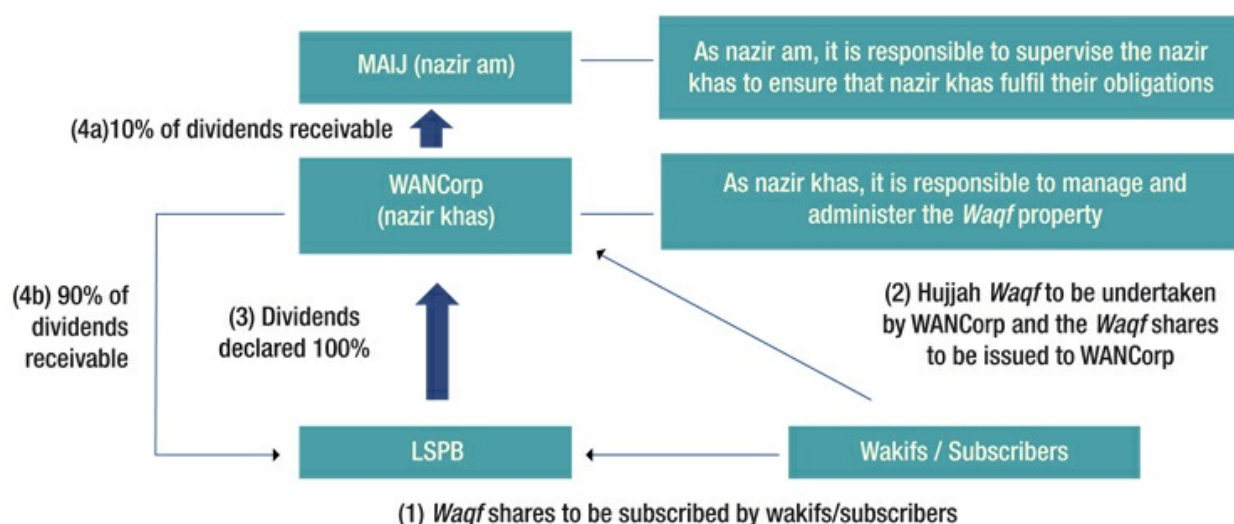 MAIJ (nazir am)
As nazir am, it is responsible to supervise the nazir
khas to ensure that nazir khas fulfil their obligations
(4a)10% of dividends receivable
WANCorp
(nazir khas)
As nazir khas, it is responsible to manage and
administer the Waqf property
(4b) 90% of
dividends
receivable
(3) Dividends
declared 100%
(2) Hujjah Waqf to be undertaken
by WANCorp and the Waqf shares
to be issued to WANCorp
LSPB
Wakifs / Subscribers
(1) Waqf shares to be subscribed by wakifs/subscribers